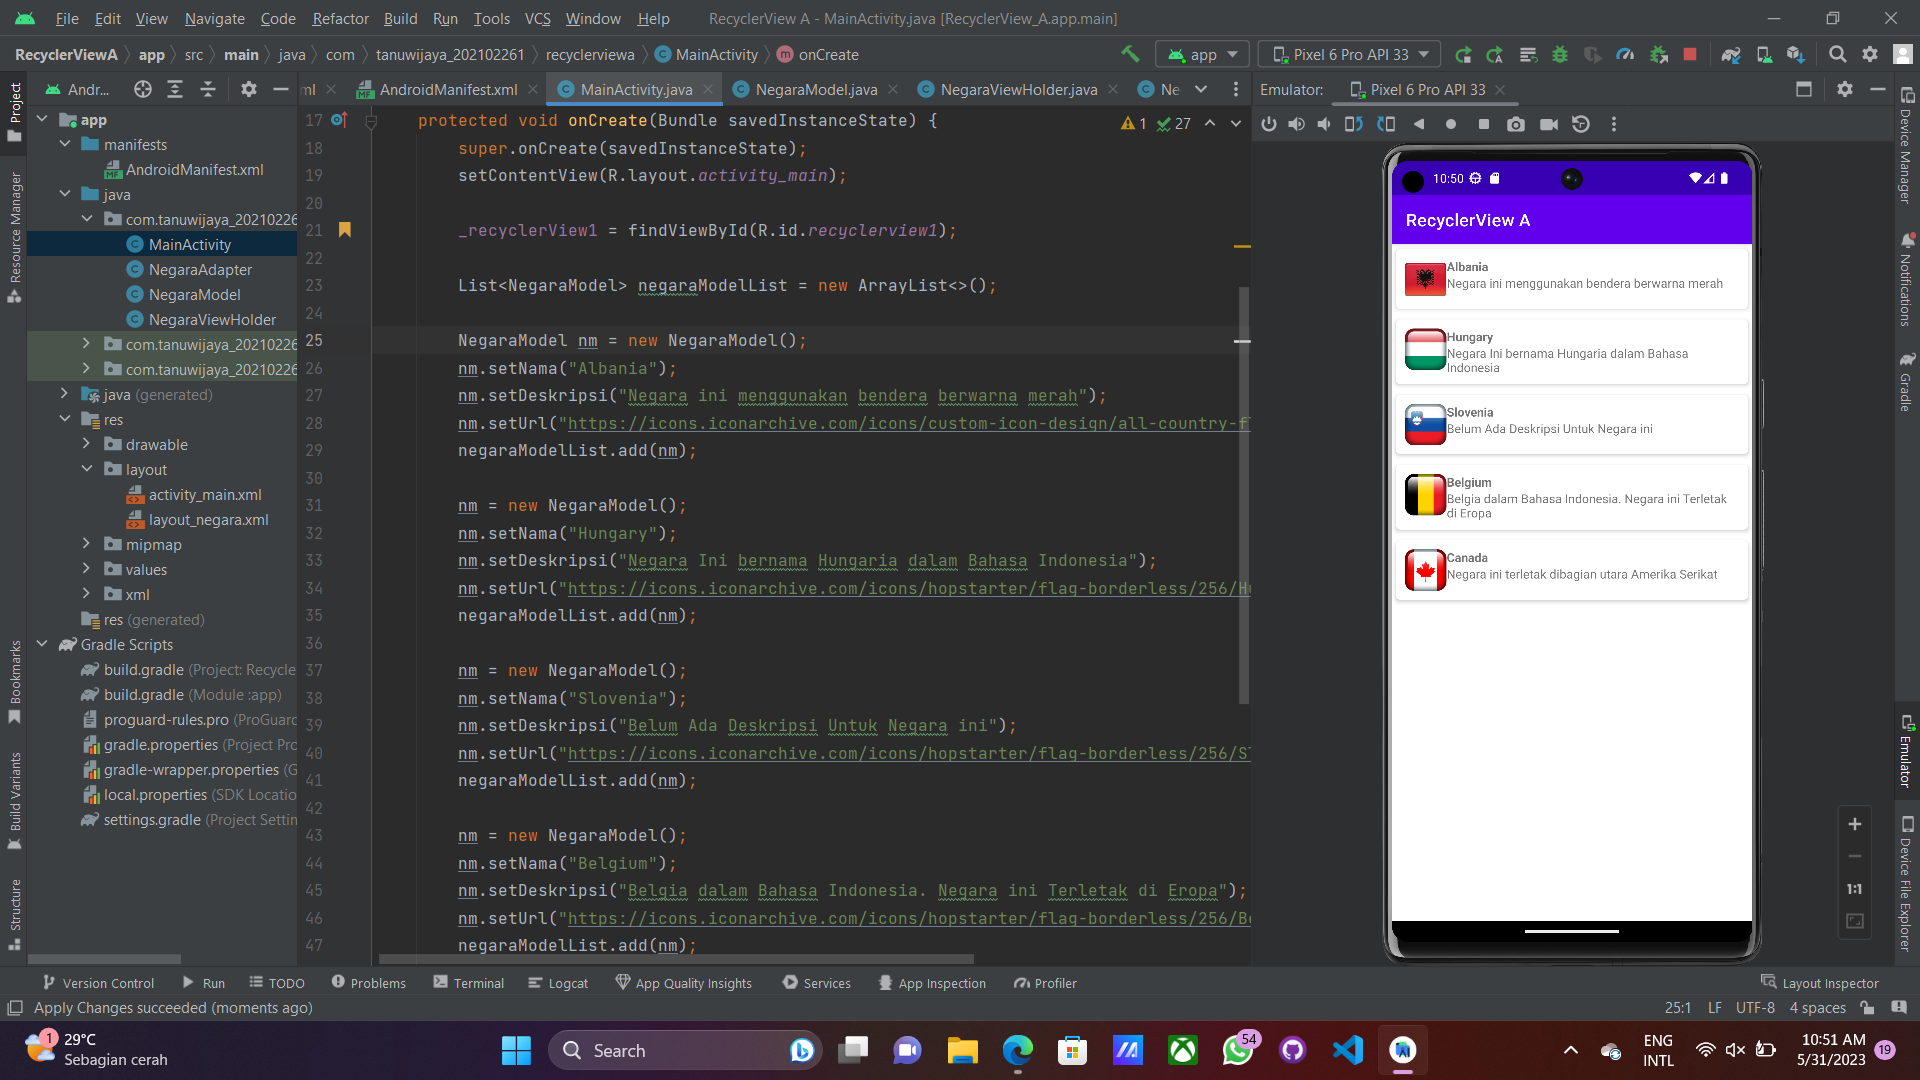 File Edit View Navigate Code Refactor Build Run Tools VCS Window Help RecyclerView A - MainActivity.java [RecyclerView_A.app.main]
RecyclerViewA app src main java com tanuwijaya_202102261 recyclerviewa MainActivity onCreate app Pixel 6 Pro API 33
Project
Resource Manager
Bookmarks
Build Variants
Structure
Andr...
app
manifests
AndroidManifest.xml
java
com.tanuwijaya_20210226
MainActivity
NegaraAdapter
NegaraModel
NegaraViewHolder
com.tanuwijaya_20210226
com.tanuwijaya_20210226
java (generated)
res
drawable
layout
activity_main.xml
layout_negara.xml
mipmap
values
xml
res (generated)
Gradle Scripts
build.gradle (Project: Recycle
build.gradle (Module :app)
proguard-rules.pro (ProGuard
gradle.properties (Project Pro
gradle-wrapper.properties (G
local.properties (SDK Locatio
settings.gradle (Project Settin
ml AndroidManifest.xml MainActivity.java NegaraModel.java NegaraViewHolder.java Ne
1 27
17 protected void onCreate(Bundle savedInstanceState) {
18 super.onCreate(savedInstanceState);
19 setContentView(R.layout.activity_main);
20
21 _recyclerView1 = findViewById(R.id.recyclerview1);
22
23 List<NegaraModel> negaraModelList = new ArrayList<>();
24
25 NegaraModel nm = new NegaraModel();
26 nm.setNama("Albania");
27 nm.setDeskripsi("Negara ini menggunakan bendera berwarna merah");
28 nm.setUrl("https://icons.iconarchive.com/icons/custom-icon-design/all-country-f
29 negaraModelList.add(nm);
30
31 nm = new NegaraModel();
32 nm.setNama("Hungary");
33 nm.setDeskripsi("Negara Ini bernama Hungaria dalam Bahasa Indonesia");
34 nm.setUrl("https://icons.iconarchive.com/icons/hopstarter/flag-borderless/256/Hu
35 negaraModelList.add(nm);
36
37 nm = new NegaraModel();
38 nm.setNama("Slovenia");
39 nm.setDeskripsi("Belum Ada Deskripsi Untuk Negara ini");
40 nm.setUrl("https://icons.iconarchive.com/icons/hopstarter/flag-borderless/256/Sl
41 negaraModelList.add(nm);
42
43 nm = new NegaraModel();
44 nm.setNama("Belgium");
45 nm.setDeskripsi("Belgia dalam Bahasa Indonesia. Negara ini Terletak di Eropa");
46 nm.setUrl("https://icons.iconarchive.com/icons/hopstarter/flag-borderless/256/Be
47 negaraModelList.add(nm);
Emulator: Pixel 6 Pro API 33
10:50
RecyclerView A
Albania
Negara ini menggunakan bendera berwarna merah
Hungary
Negara Ini bernama Hungaria dalam Bahasa
Indonesia
Slovenia
Belum Ada Deskripsi Untuk Negara ini
Belgium
Belgia dalam Bahasa Indonesia. Negara ini Terletak
di Eropa
Canada
Negara ini terletak dibagian utara Amerika Serikat
1:1
Device Manager
Notifications
Gradle
Emulator
Device File Explorer
Version Control Run TODO Problems Terminal Logcat App Quality Insights Services App Inspection Profiler Layout Inspector
Apply Changes succeeded (moments ago) 25:1 LF UTF-8 4 spaces
1
29°C
Sebagian cerah
Search
54
ENG
INTL
10:51 AM
5/31/2023
19